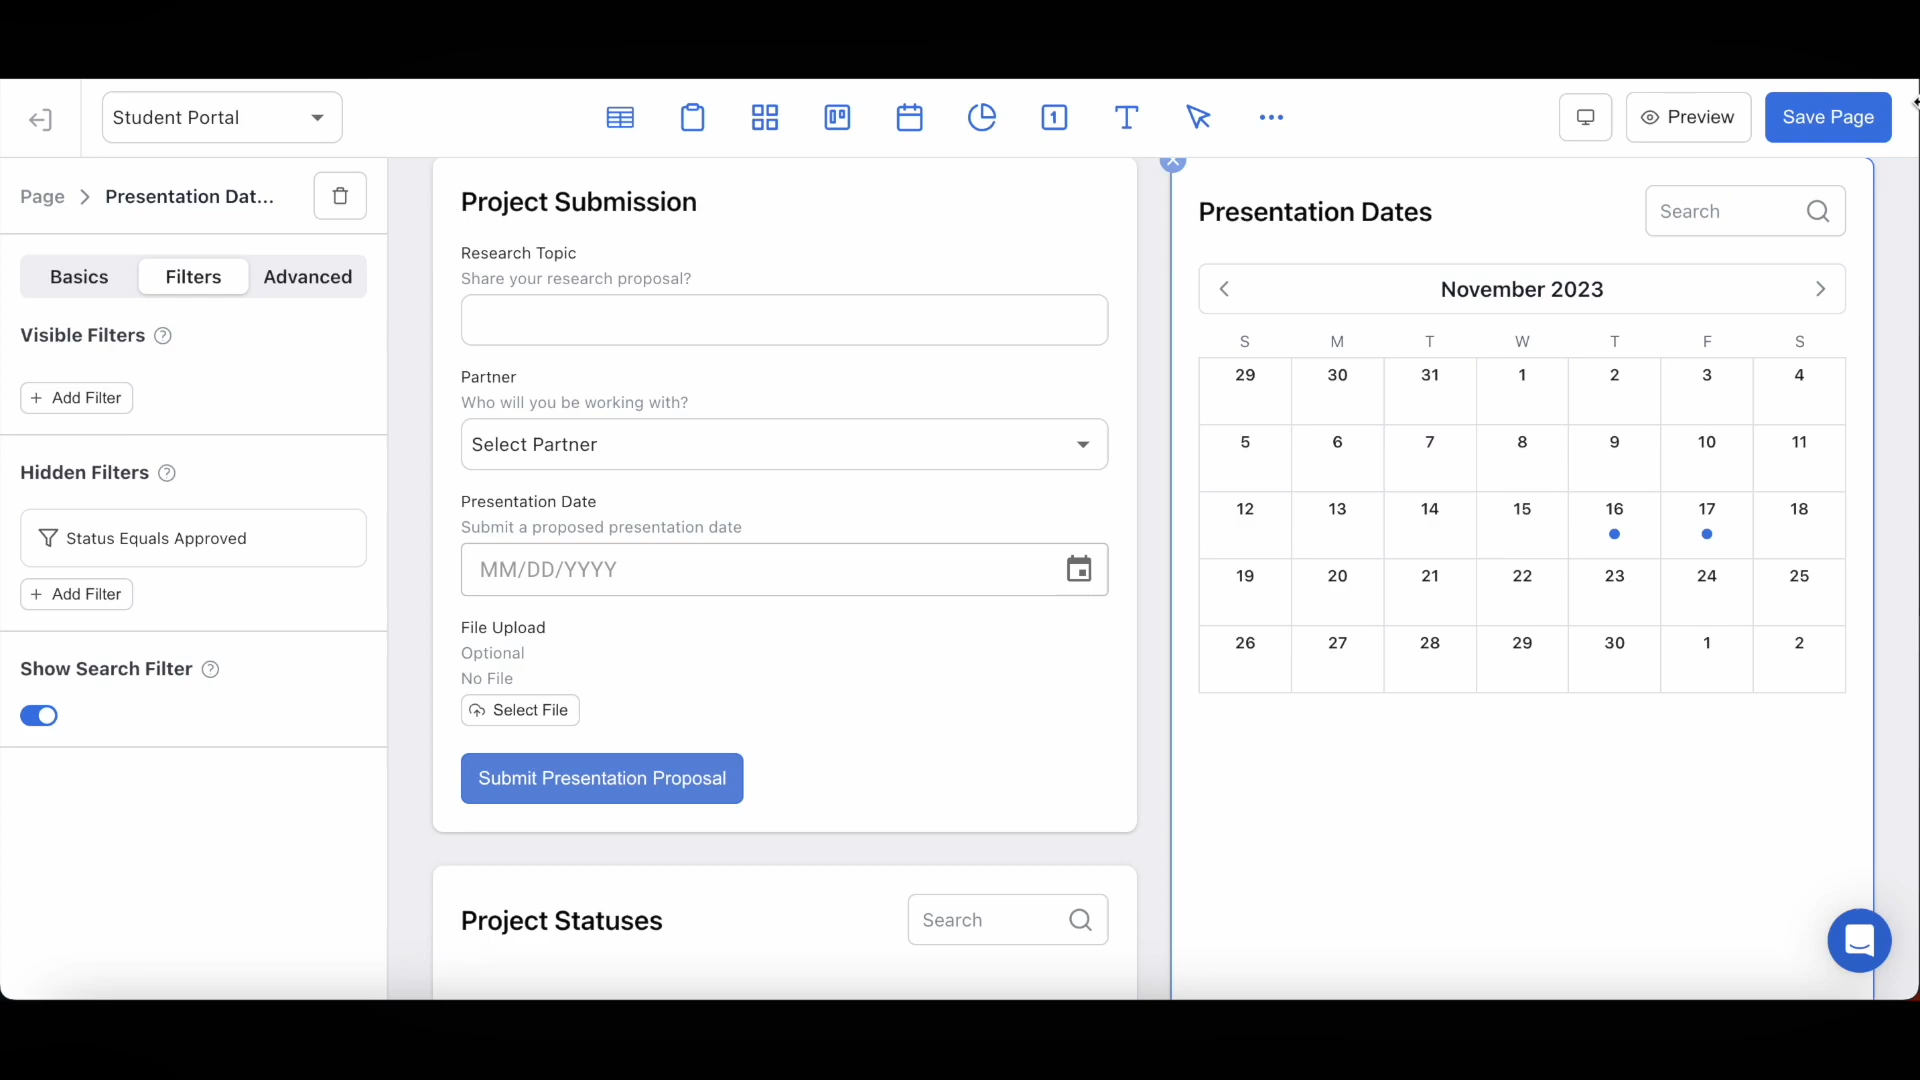 Student Portal
Preview
Save Page
Page > Presentation Dat...
Basics Filters Advanced
Visible Filters ?
+ Add Filter
Hidden Filters ?
Status Equals Approved
+ Add Filter
Show Search Filter ?
Project Submission
Research Topic
Share your research proposal?
Partner
Who will you be working with?
Select Partner
Presentation Date
Submit a proposed presentation date
MM/DD/YYYY
File Upload
Optional
No File
Select File
Submit Presentation Proposal
Project Statuses
Search
Presentation Dates
Search
November 2023
S M T W T F S
29 30 31 1 2 3 4
5 6 7 8 9 10 11
12 13 14 15 16 17 18
19 20 21 22 23 24 25
26 27 28 29 30 1 2